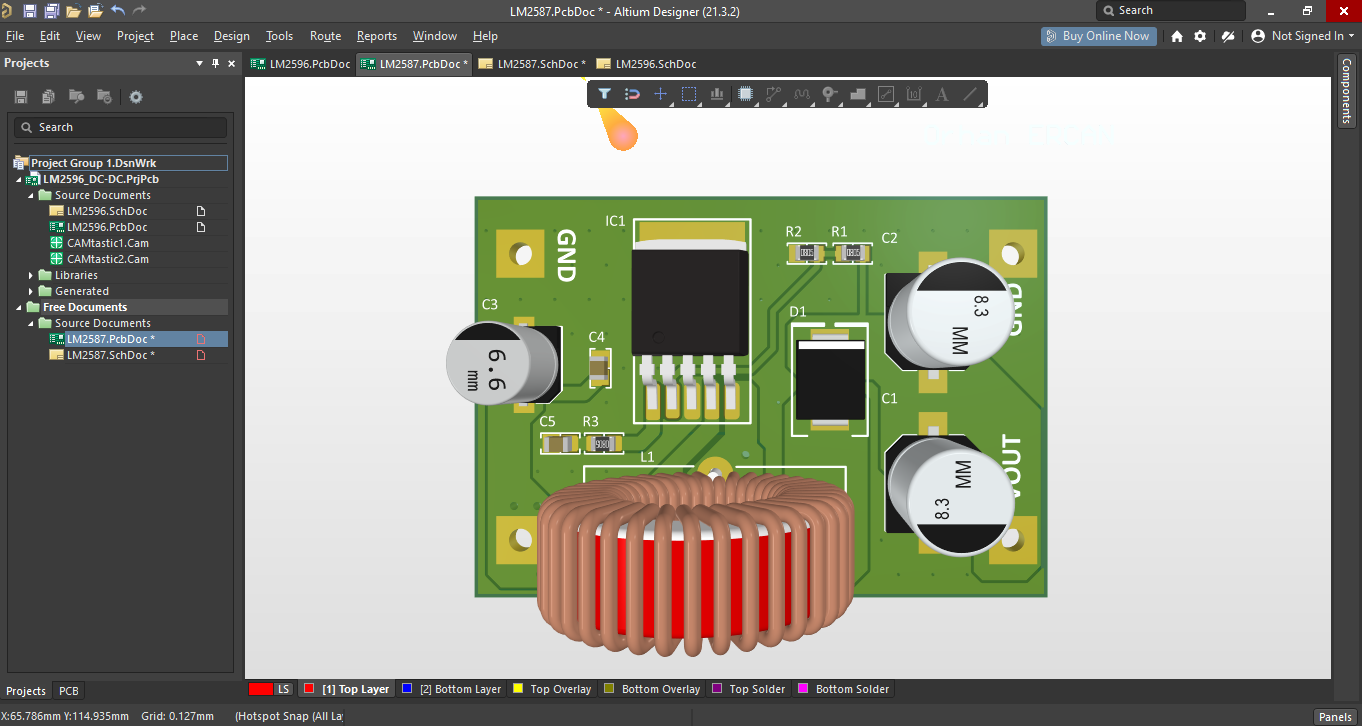 LM2587.PcbDoc * - Altium Designer (21.3.2)
Search
File Edit View Project Place Design Tools Route Reports Window Help
Buy Online Now
Not Signed In
Projects
LM2596.PcbDoc
LM2587.PcbDoc *
LM2587.SchDoc *
LM2596.SchDoc
Components
Search
Project Group 1.DsnWrk
LM2596_DC-DC.PrjPcb
Source Documents
LM2596.SchDoc
LM2596.PcbDoc
CAMtastic1.Cam
CAMtastic2.Cam
Libraries
Generated
Free Documents
Source Documents
LM2587.PcbDoc *
LM2587.SchDoc *
10
A
IC1
GND
R2
R1
C2
0805
0805
GND
8.3
MM
C3
6.6
mm
C4
D1
C1
C5
R3
0805
L1
VOUT
MM
8.3
LS
[1] Top Layer
[2] Bottom Layer
Top Overlay
Bottom Overlay
Top Solder
Bottom Solder
Projects
PCB
X:65.786mm Y:114.935mm Grid: 0.127mm (Hotspot Snap (All La
Panels